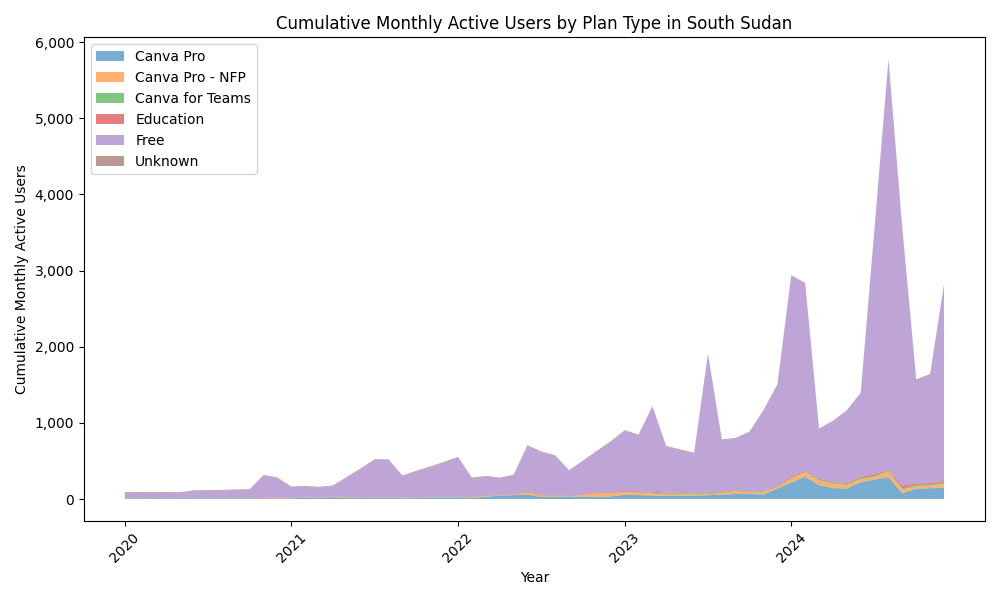 Cumulative Monthly Active Users by Plan Type in South Sudan
Canva Pro
Canva Pro - NFP
Canva for Teams
Education
Free
Unknown
6,000
5,000
4,000
3,000
2,000
1,000
0
Cumulative Monthly Active Users
2020
2021
2022
2023
2024
Year